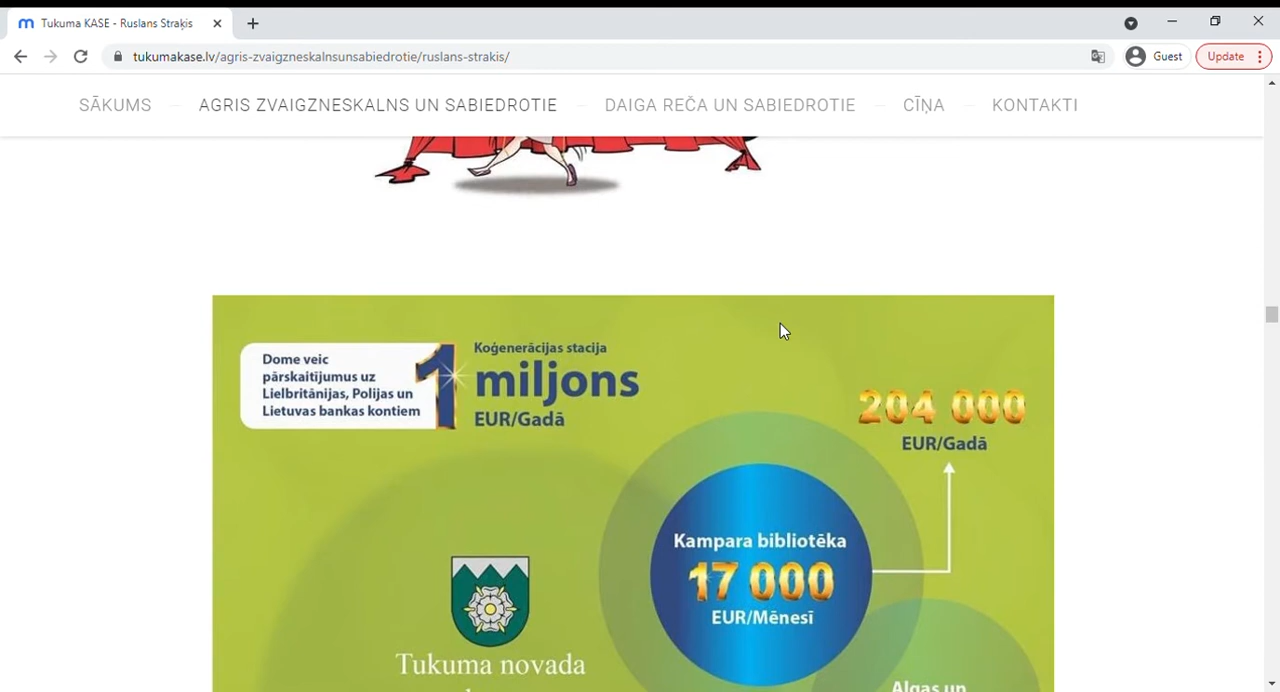 Tukuma KASE - Ruslans Straķis
tukumakase.lv/agris-zvaigzneskalnsunsabiedrotie/ruslans-strakis/
Guest
Update
SĀKUMS
AGRIS ZVAIGZNESKALNS UN SABIEDROTIE
DAIGA REČA UN SABIEDROTIE
CĪŅA
KONTAKTI
Dome veic
pārskaitījumus uz
Lielbritānijas, Polijas un
Lietuvas bankas kontiem
1
Koģenerācijas stacija
miljons
EUR/Gadā
204 000
EUR/Gadā
Kampara bibliotēka
17 000
EUR/Mēnesī
Tukuma novada
Algas un